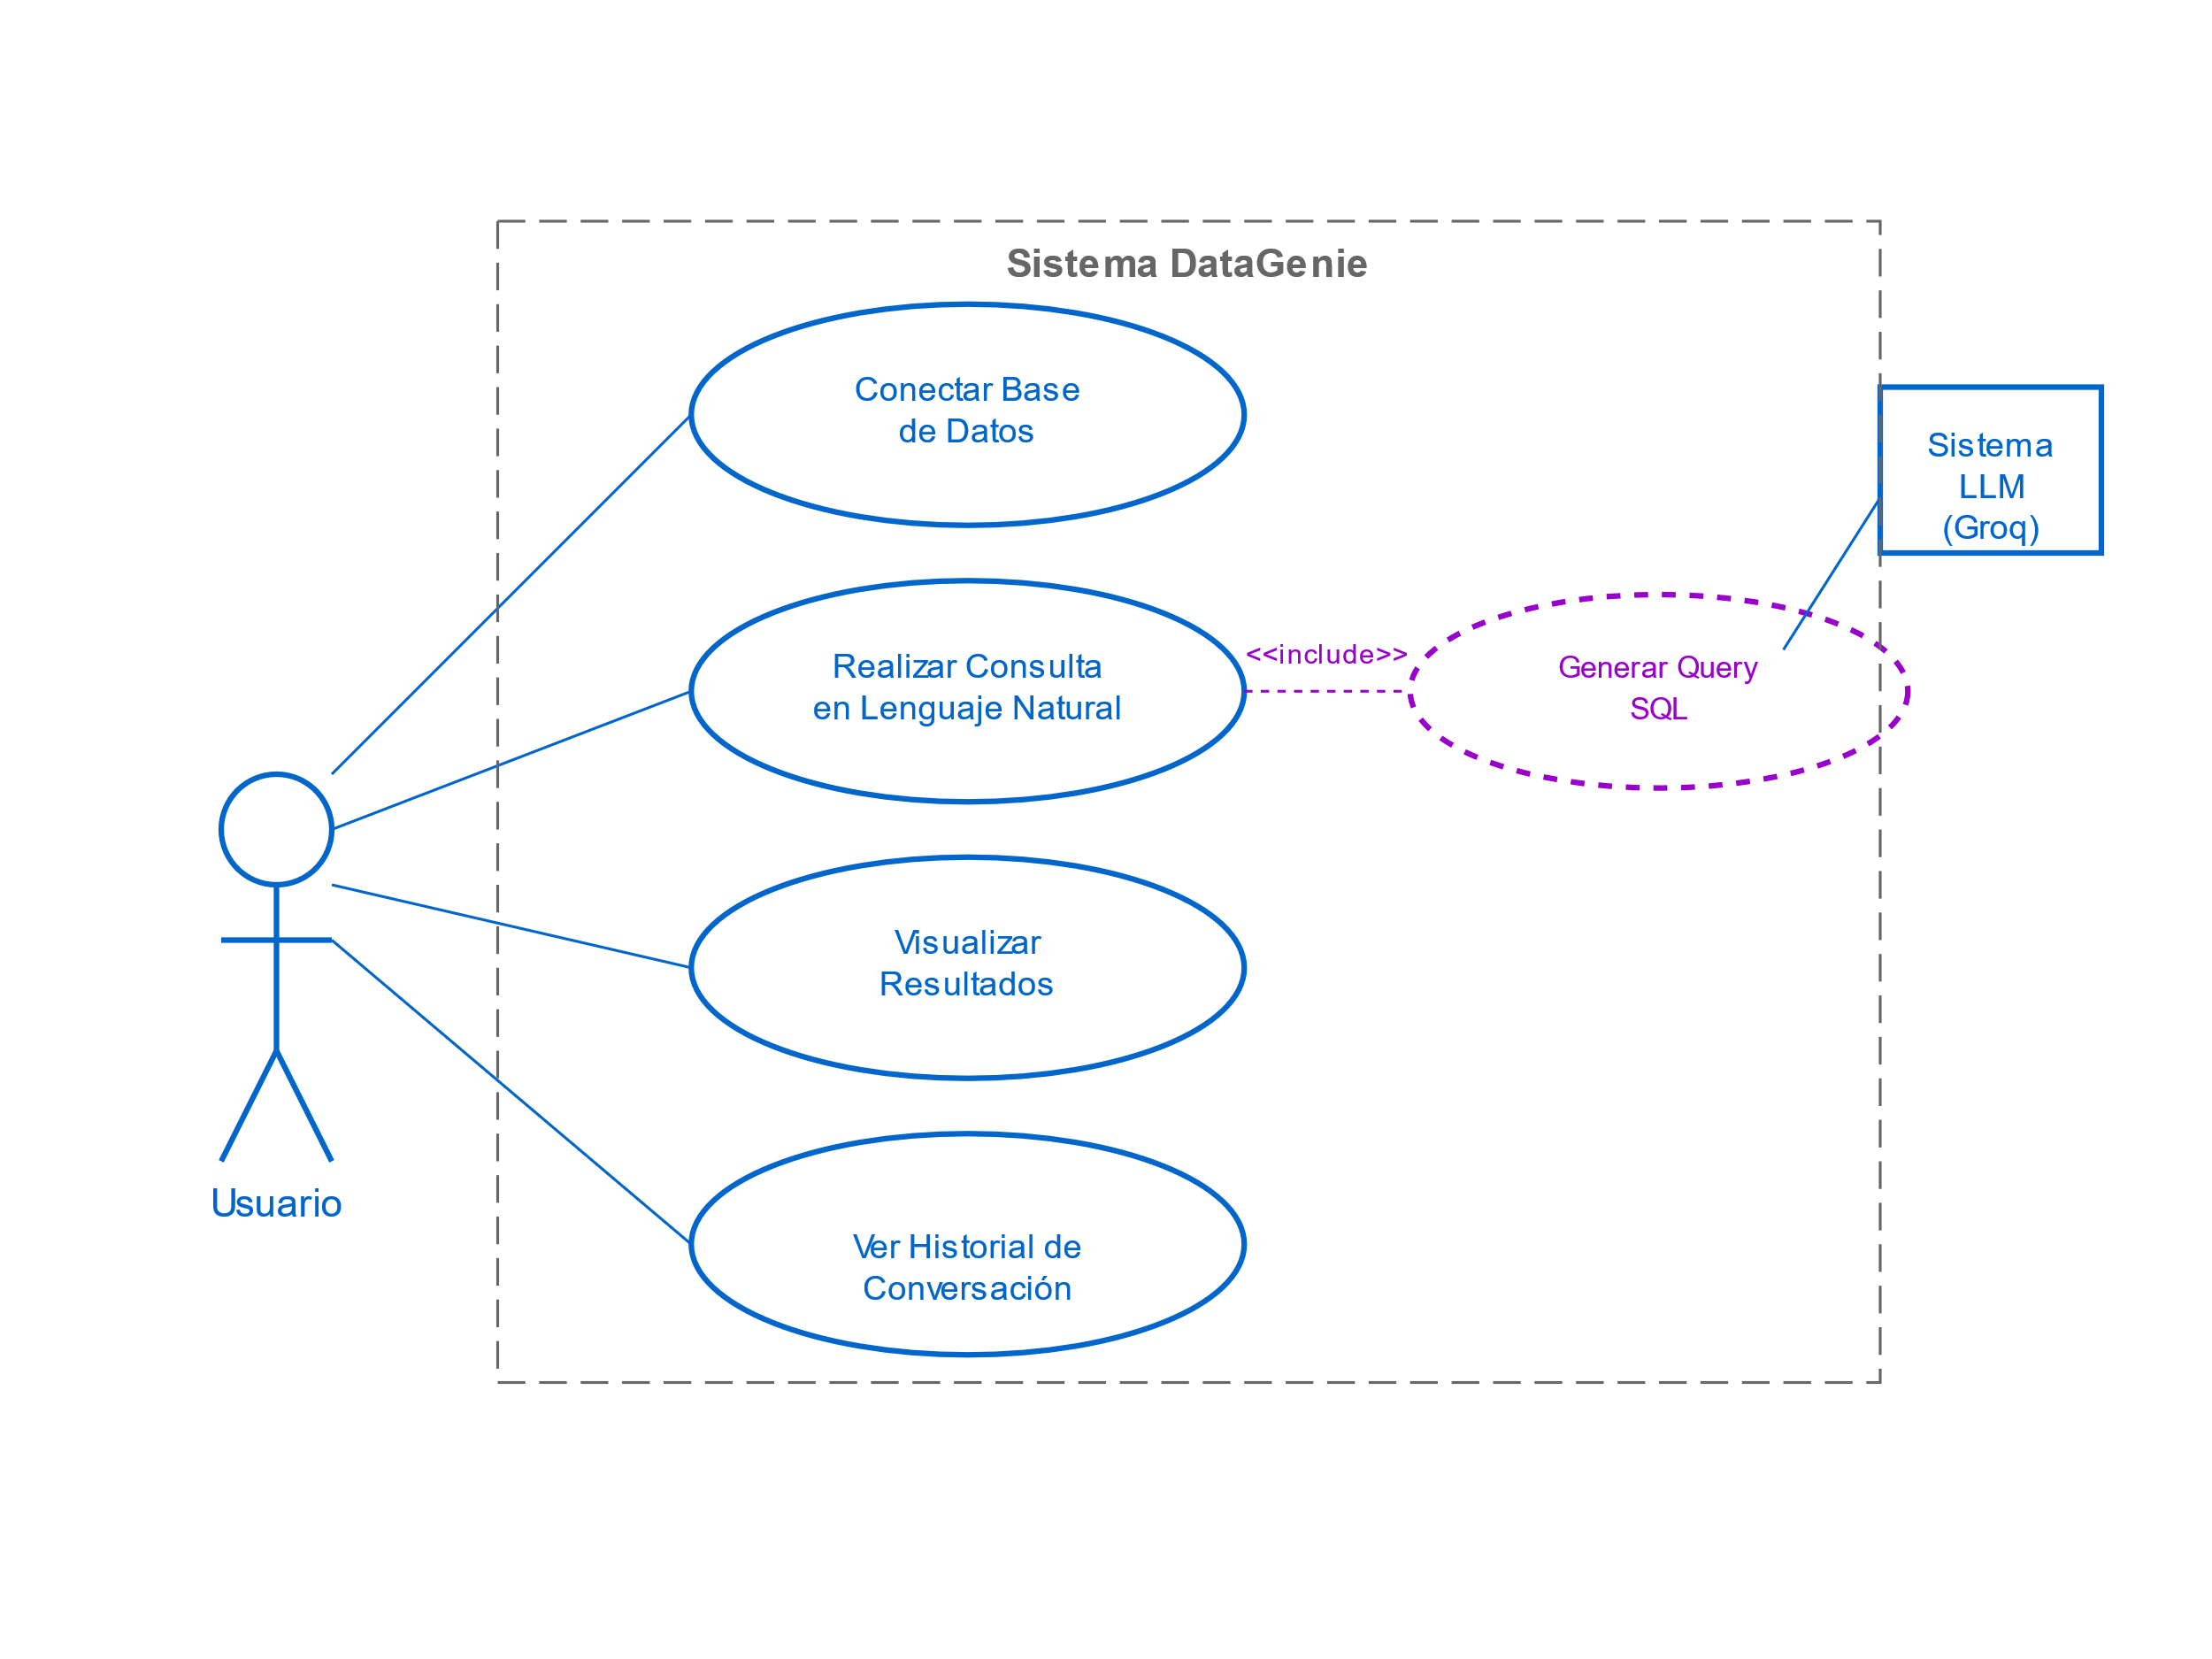 Sistema DataGenie
Conectar Base
de Datos
Sistema
LLM
(Groq)
Realizar Consulta
en Lenguaje Natural
<<include>>
Generar Query
SQL
Visualizar
Resultados
Usuario
Ver Historial de
Conversación